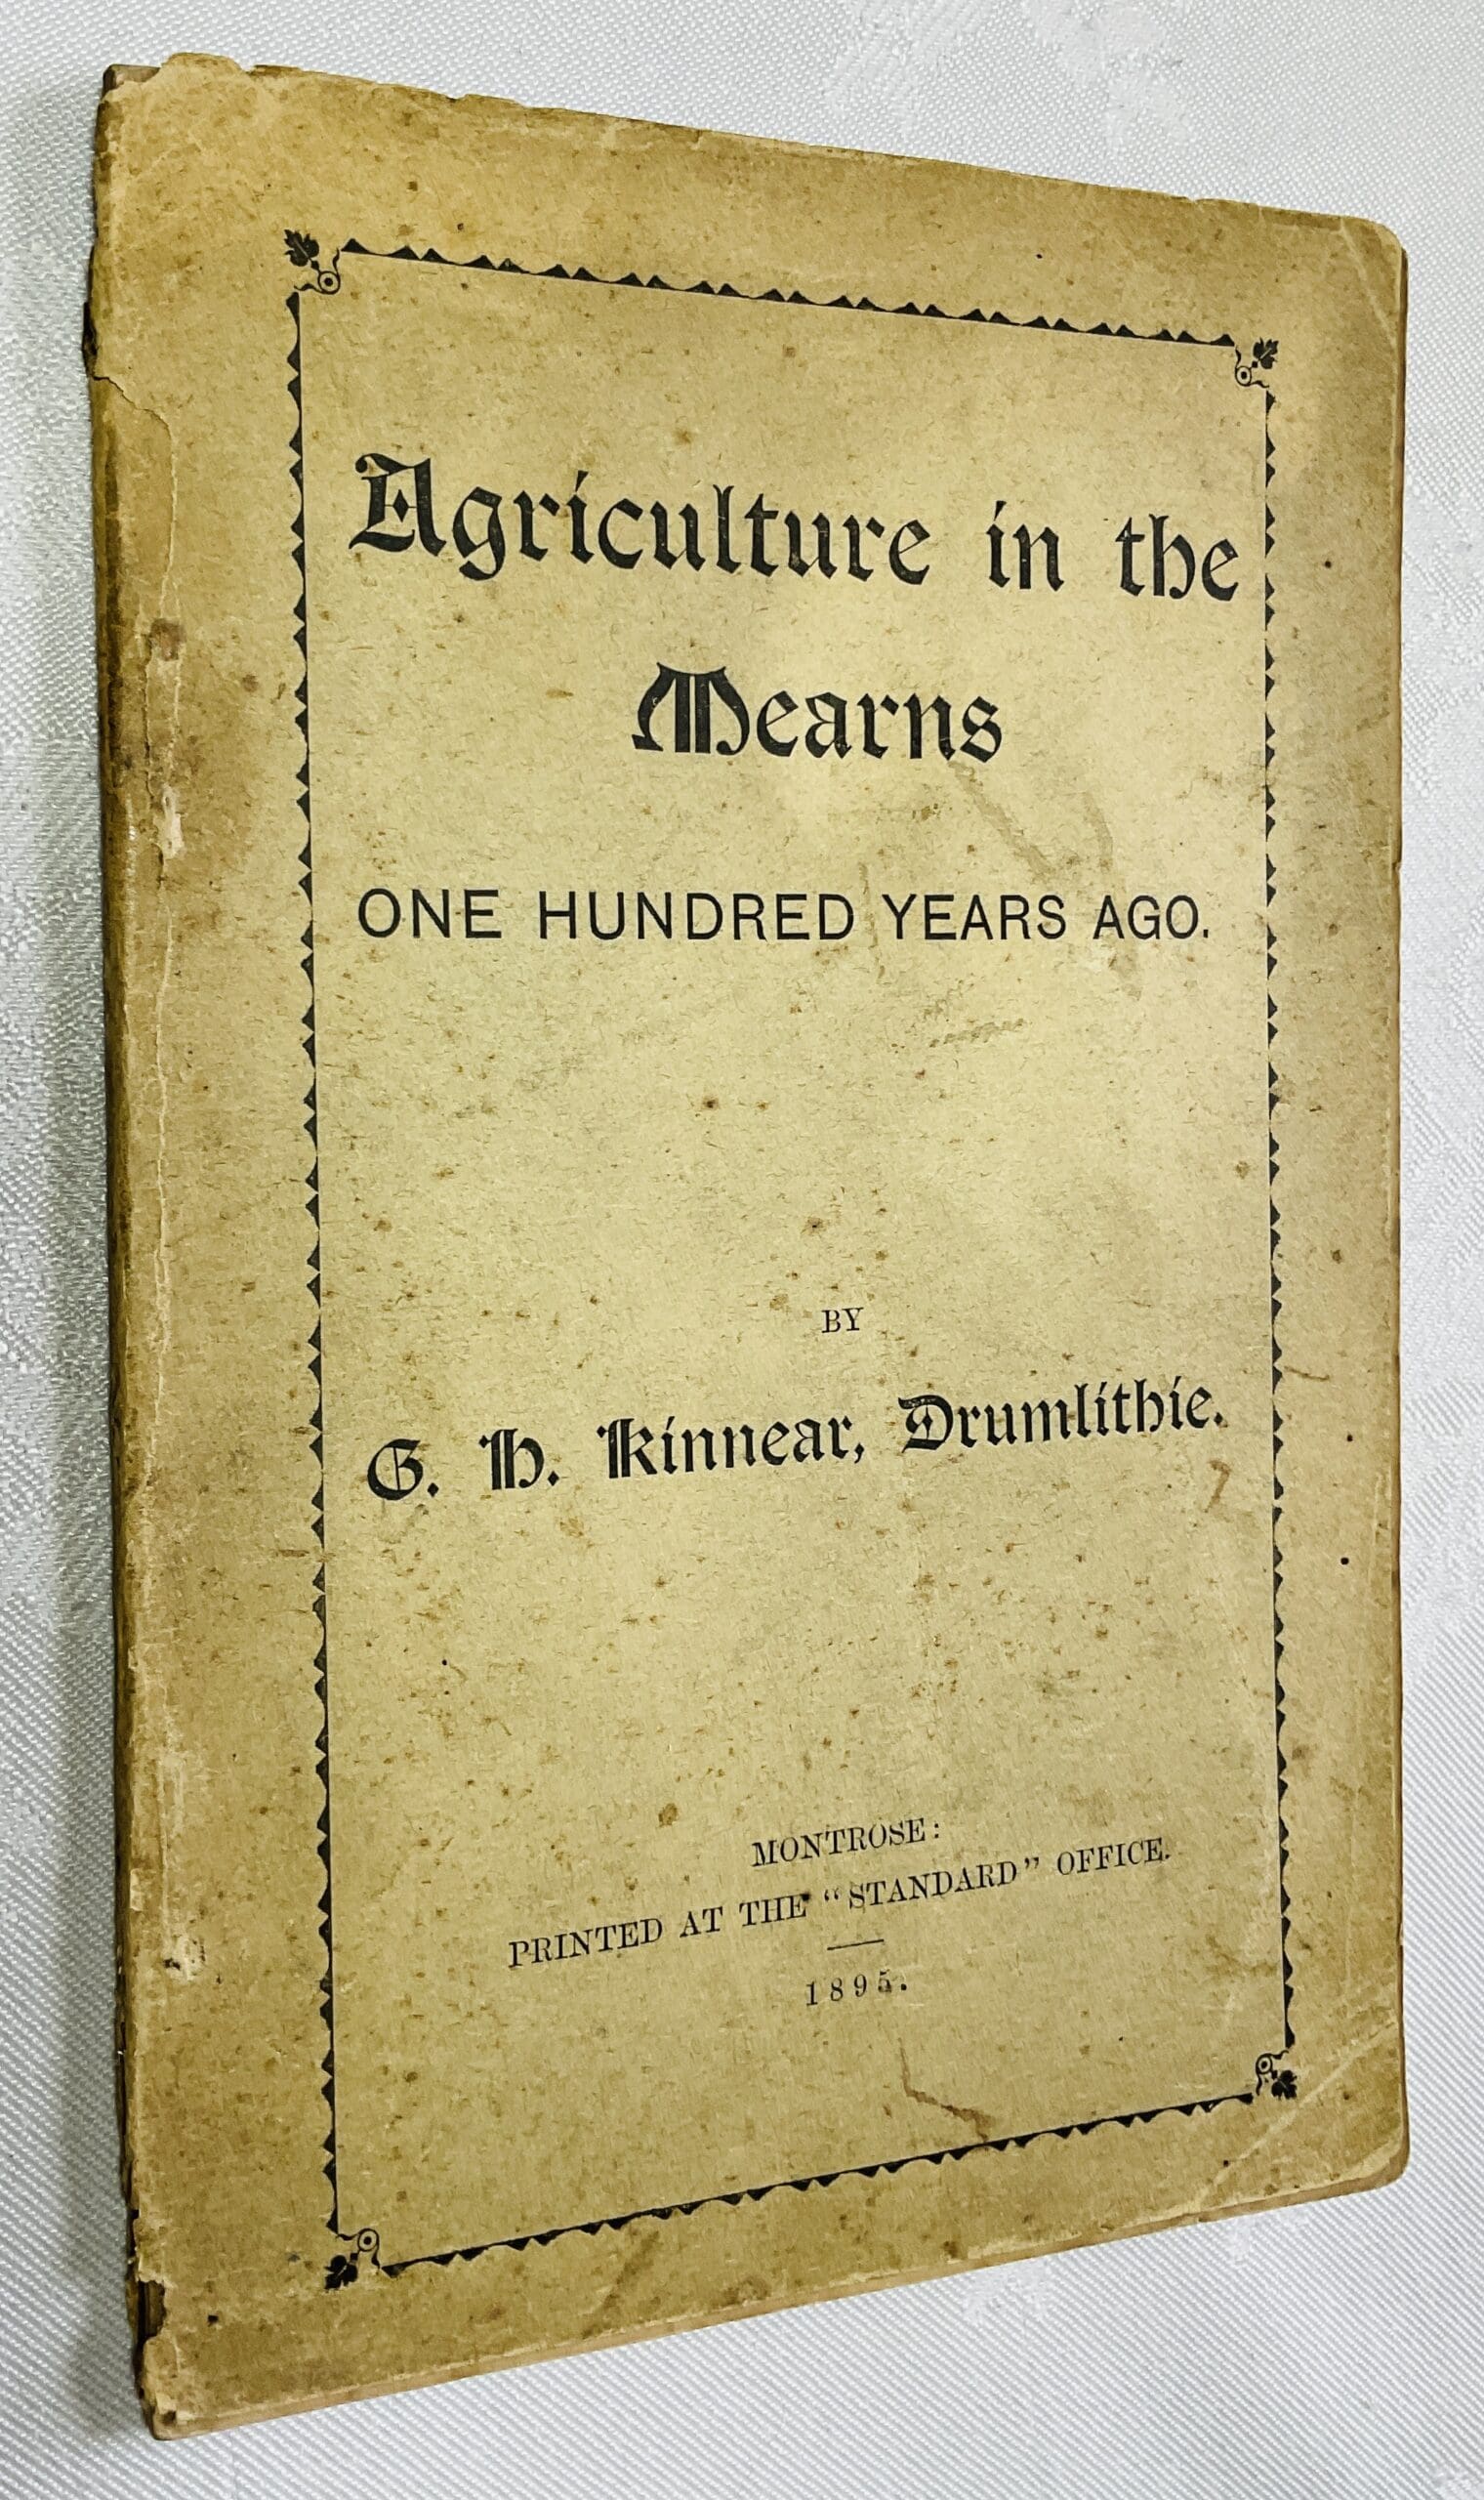 Agriculture in the
Mearns
ONE HUNDRED YEARS AGO.
BY
G. H. Kinnear, Drumlithie.
MONTROSE:
PRINTED AT THE “STANDARD” OFFICE.
1895.